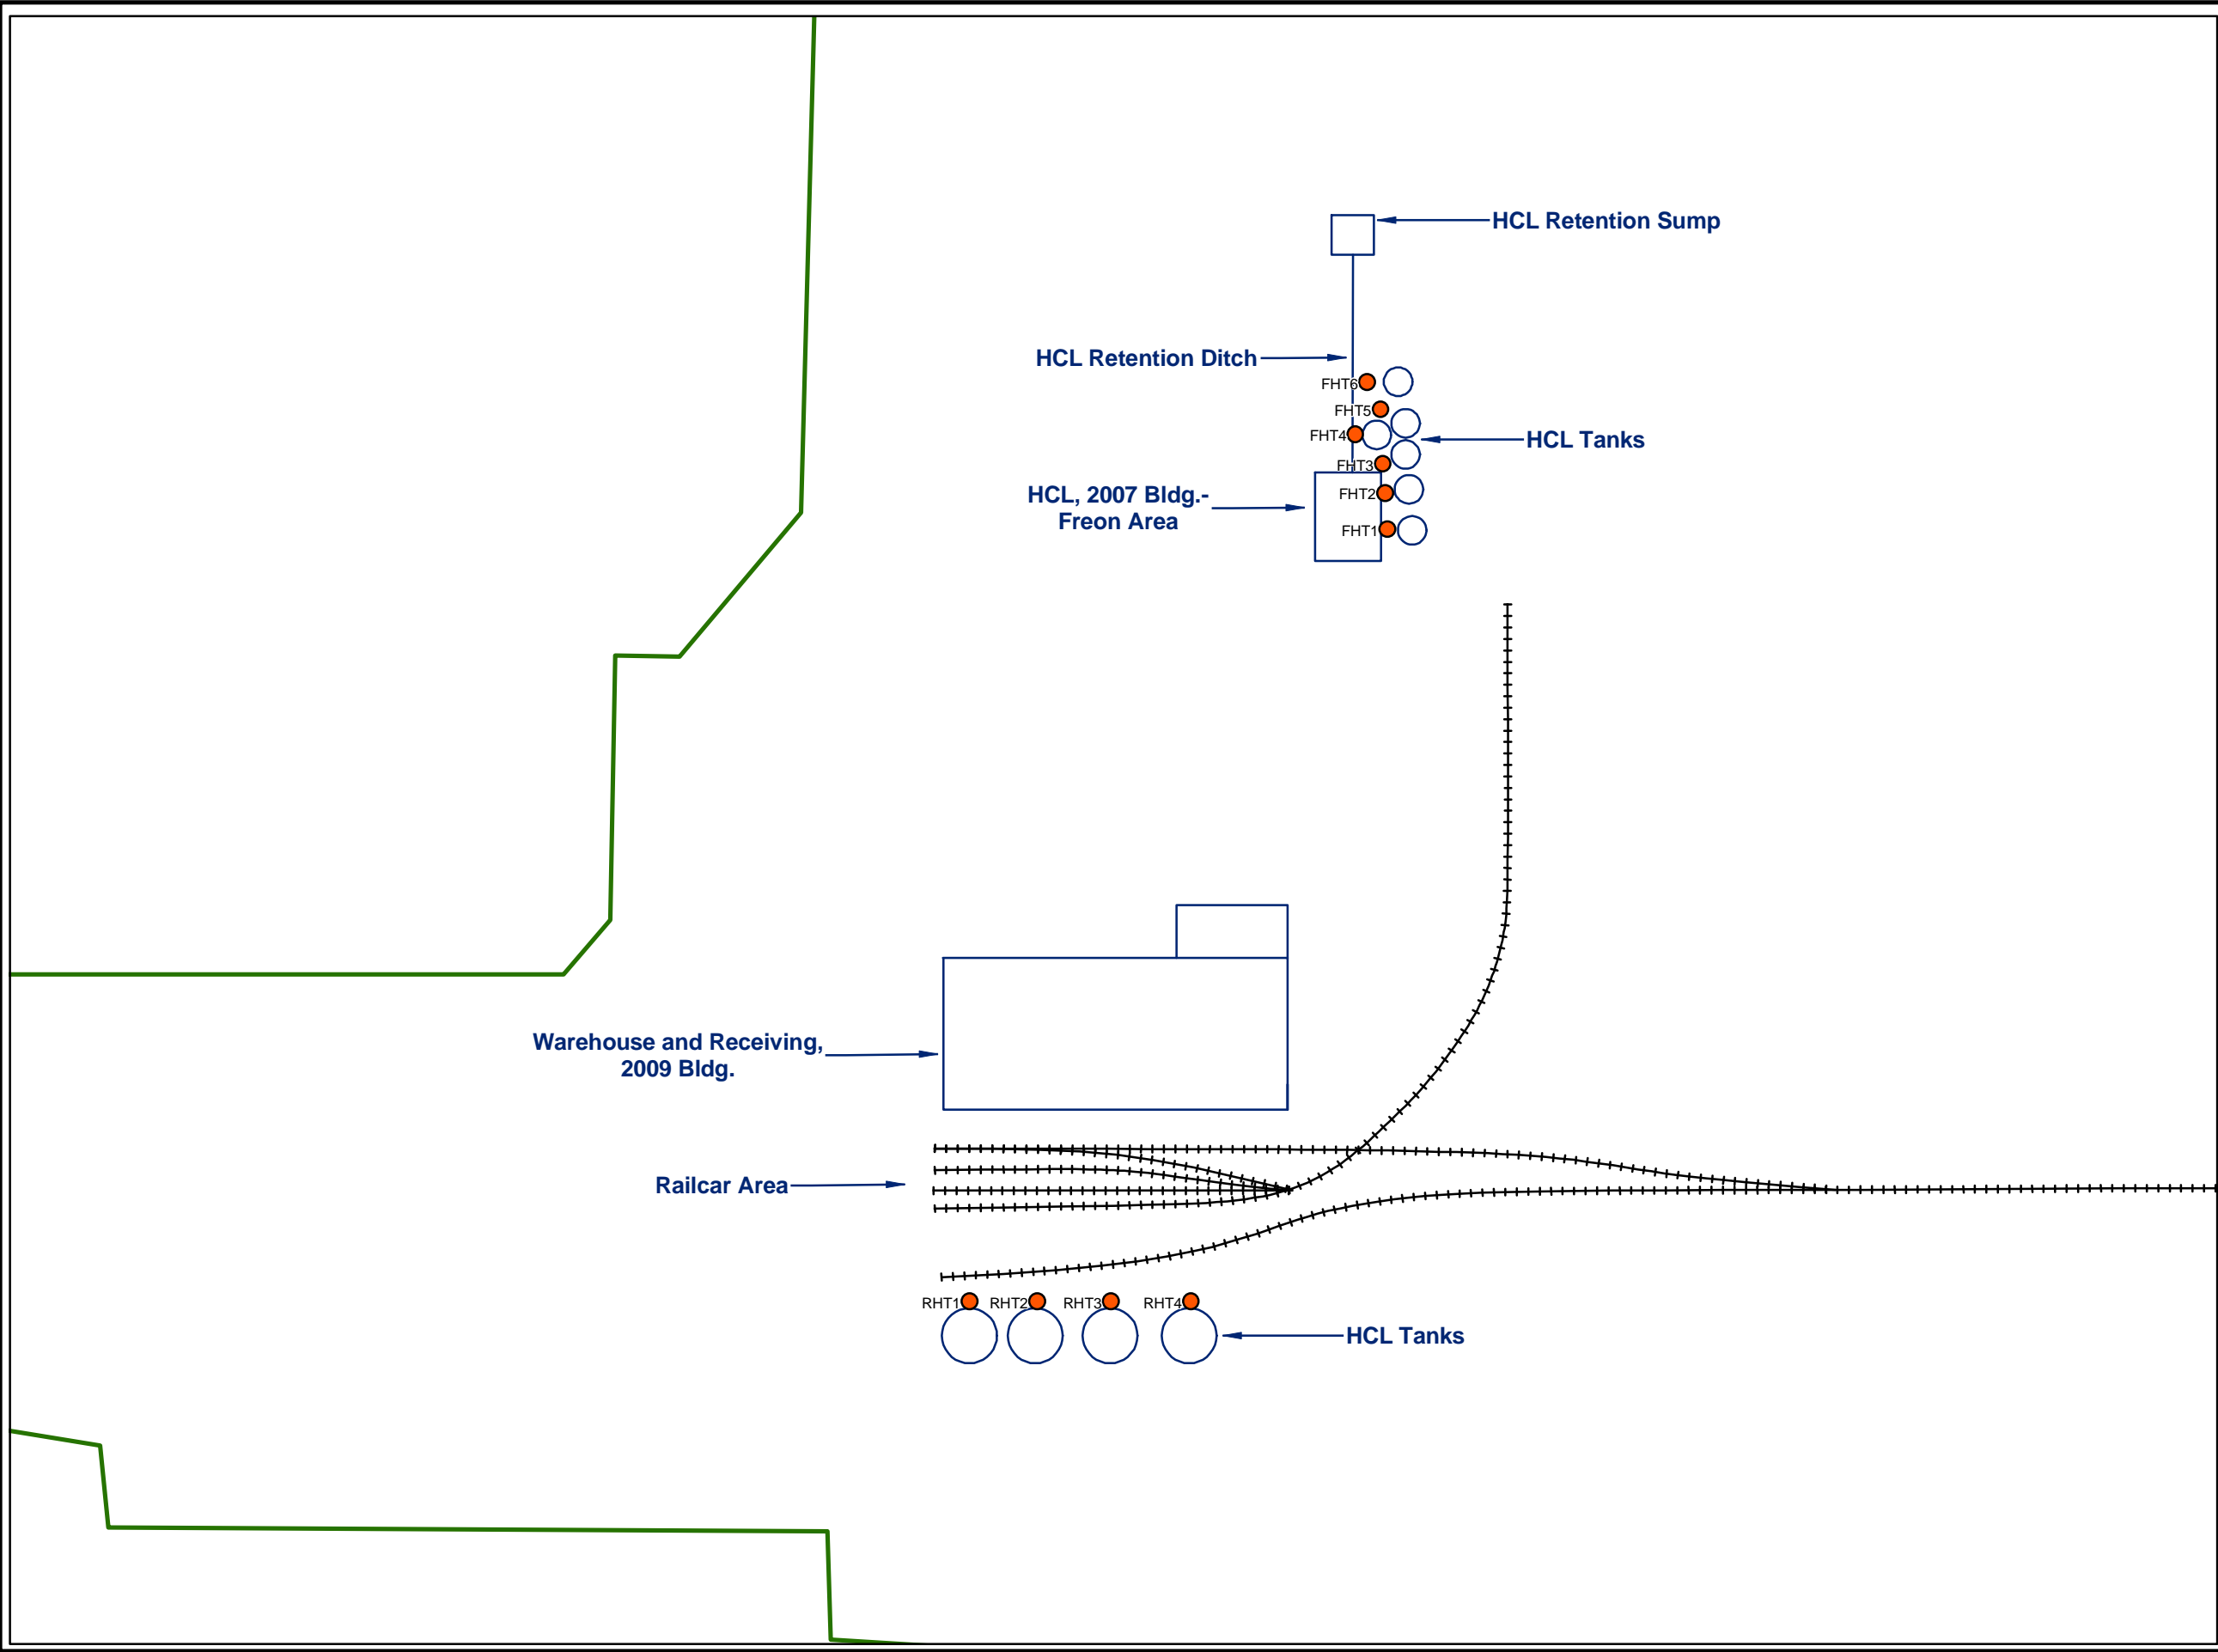 HCL Retention Sump
HCL Retention Ditch
FHT6
FHT5
FHT4
HCL Tanks
FHT3
HCL, 2007 Bldg.-
Freon Area
FHT2
FHT1
Warehouse and Receiving,
2009 Bldg.
Railcar Area
RHT1
RHT2
RHT3
RHT4
HCL Tanks